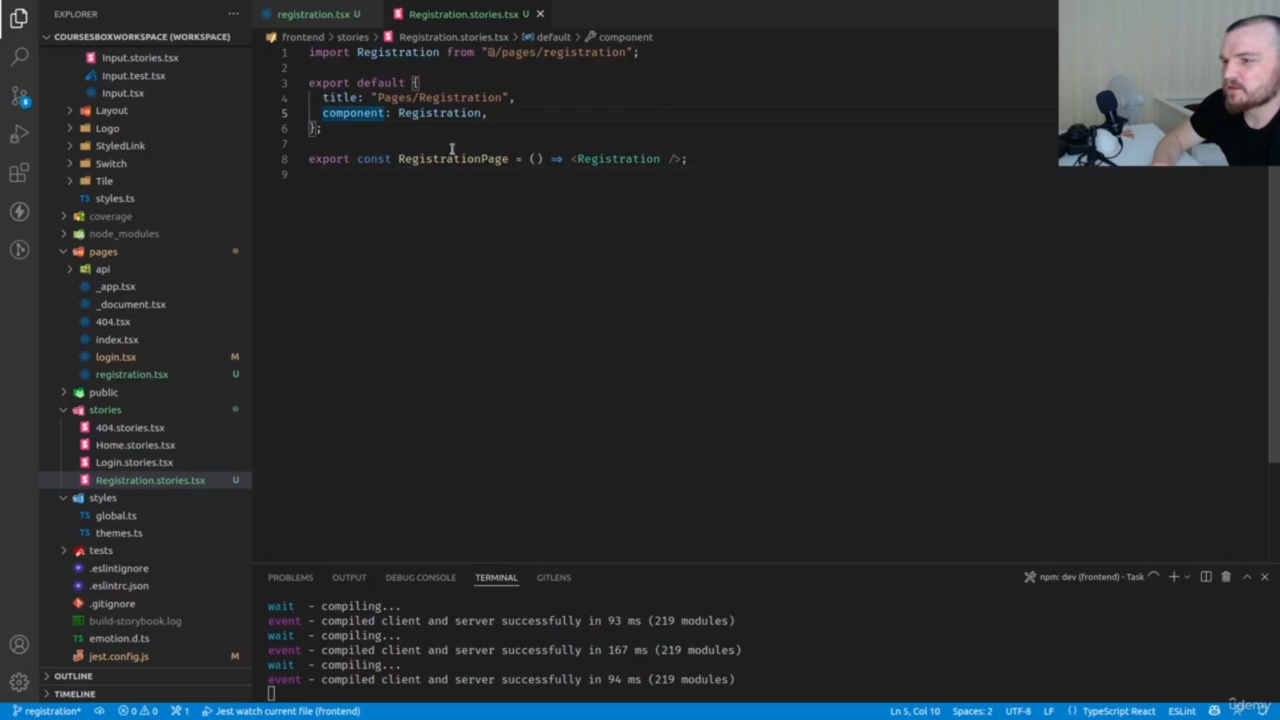 EXPLORER
COURSESBOXWORKSPACE (WORKSPACE)
Input.stories.tsx
Input.test.tsx
Input.tsx
Layout
Logo
StyledLink
Switch
Tile
TS styles.ts
coverage
node_modules
pages
api
_app.tsx
_document.tsx
404.tsx
index.tsx
login.tsx M
registration.tsx U
public
stories
404.stories.tsx
Home.stories.tsx
Login.stories.tsx
Registration.stories.tsx U
styles
TS global.ts
TS themes.ts
tests
.eslintignore
.eslintrc.json
.gitignore
build-storybook.log
emotion.d.ts
jest.config.js M
OUTLINE
TIMELINE
registration.tsx U
Registration.stories.tsx U
frontend > stories > Registration.stories.tsx > default > component
1 import Registration from "@/pages/registration";
2
3 export default {
4 title: "Pages/Registration",
5 component: Registration,
6 };
7
8 export const RegistrationPage = () => <Registration />;
9
PROBLEMS OUTPUT DEBUG CONSOLE TERMINAL GITLENS
npm: dev (frontend) - Task
wait - compiling...
event - compiled client and server successfully in 93 ms (219 modules)
wait - compiling...
event - compiled client and server successfully in 167 ms (219 modules)
wait - compiling...
event - compiled client and server successfully in 94 ms (219 modules)
registration* 0 0 1 Jest watch current file (frontend) Ln 5, Col 10 Spaces: 2 UTF-8 LF TypeScript React ESLint
udemy